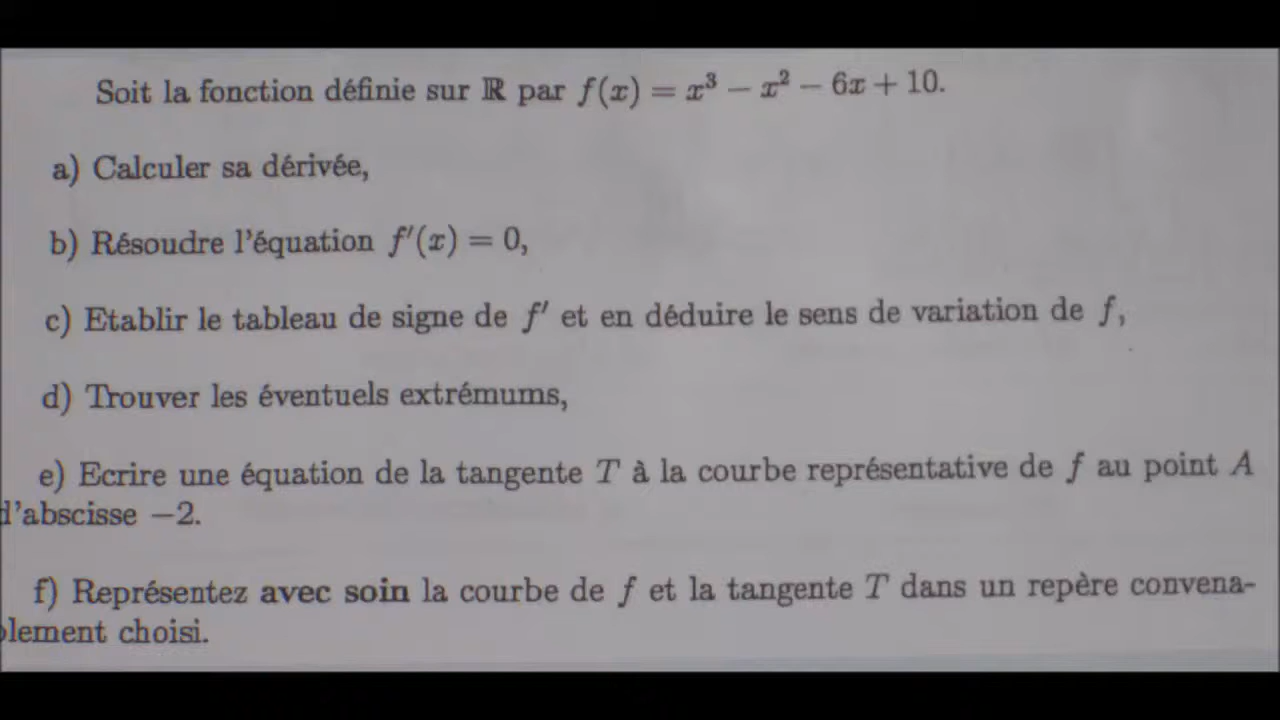 Soit la fonction définie sur ℝ par f(x) = x³ − x² − 6x + 10.
a) Calculer sa dérivée,
b) Résoudre l'équation f′(x) = 0,
c) Etablir le tableau de signe de f′ et en déduire le sens de variation de f,
d) Trouver les éventuels extrémums,
e) Ecrire une équation de la tangente T à la courbe représentative de f au point A
d'abscisse −2.
f) Représentez avec soin la courbe de f et la tangente T dans un repère convena-
blement choisi.